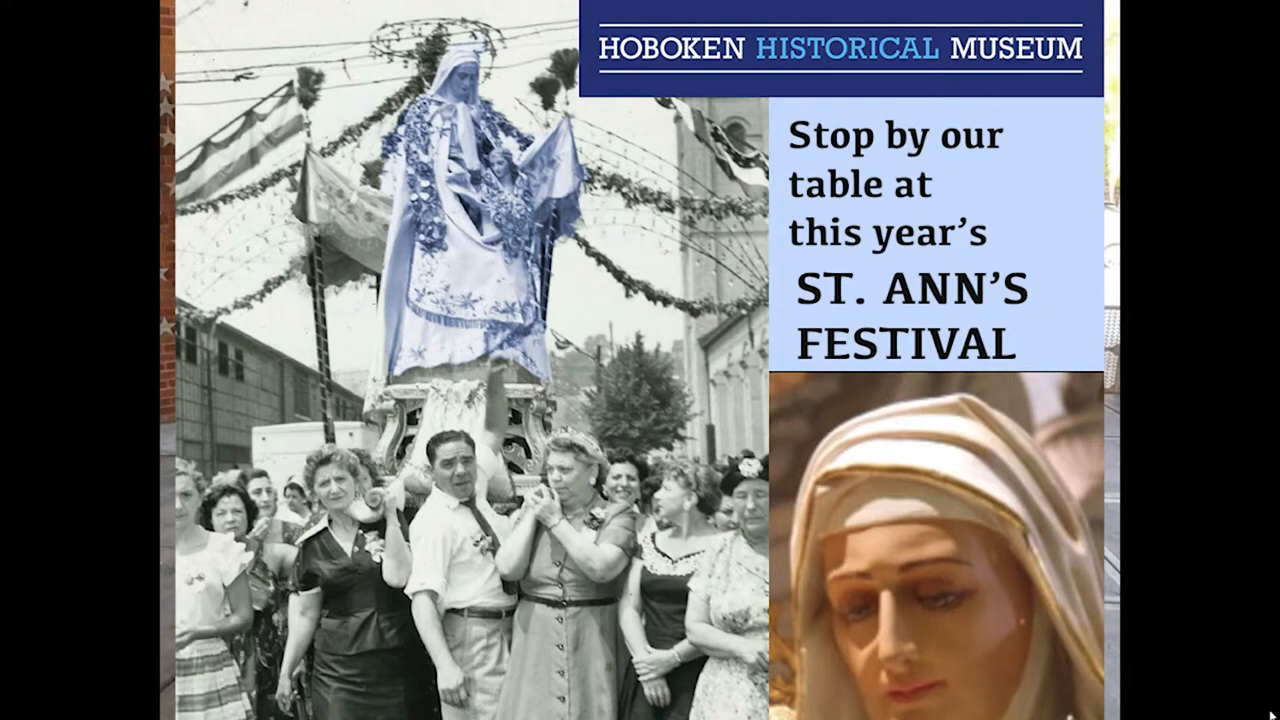 HOBOKEN HISTORICAL MUSEUM
Stop by our
table at
this year's
ST. ANN'S
FESTIVAL